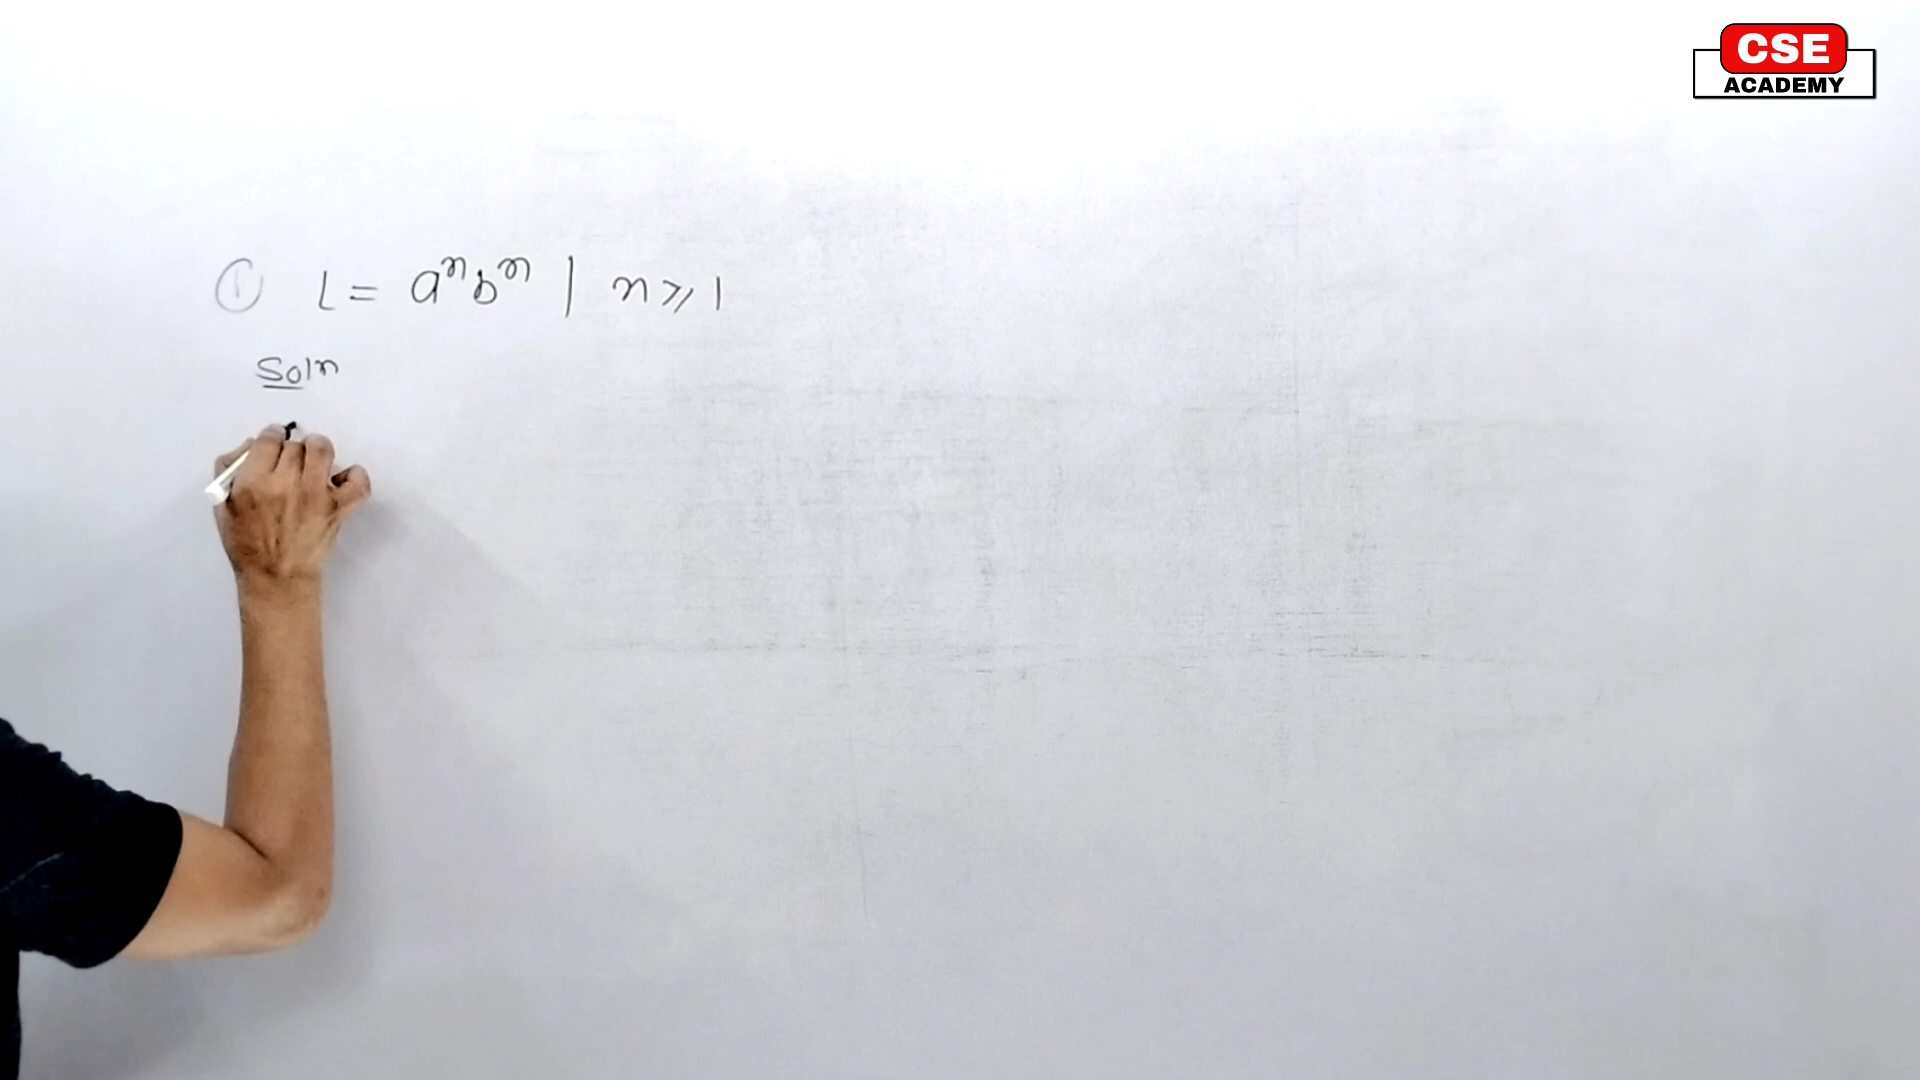 CSE
ACADEMY
① L = aⁿbⁿ | n ≥ 1
Soln